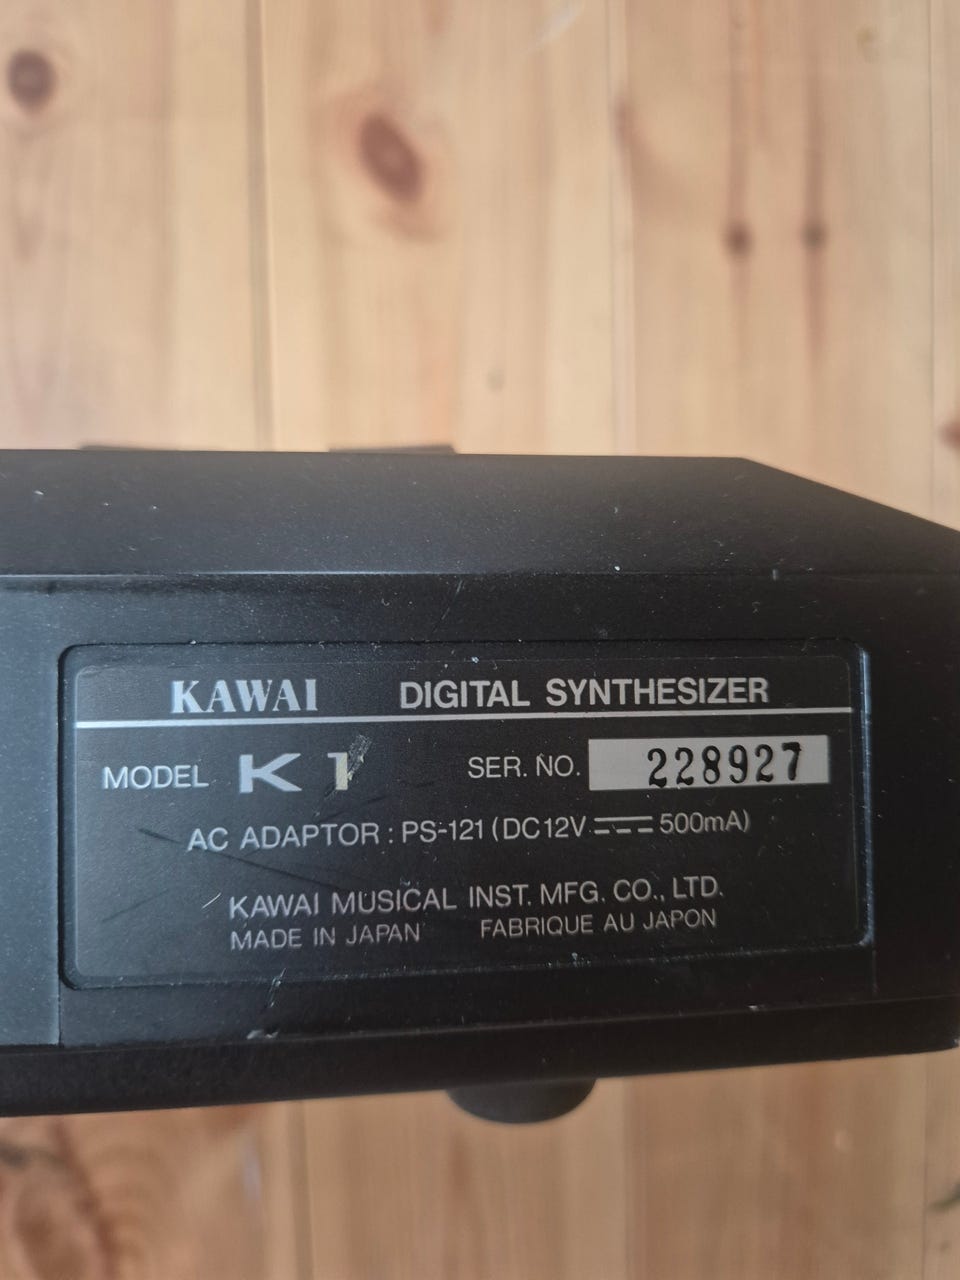 KAWAI DIGITAL SYNTHESIZER
MODEL K1 SER. NO. 228927
AC ADAPTOR : PS-121 (DC12V ⎓ 500mA)
KAWAI MUSICAL INST. MFG. CO., LTD.
MADE IN JAPAN FABRIQUE AU JAPON